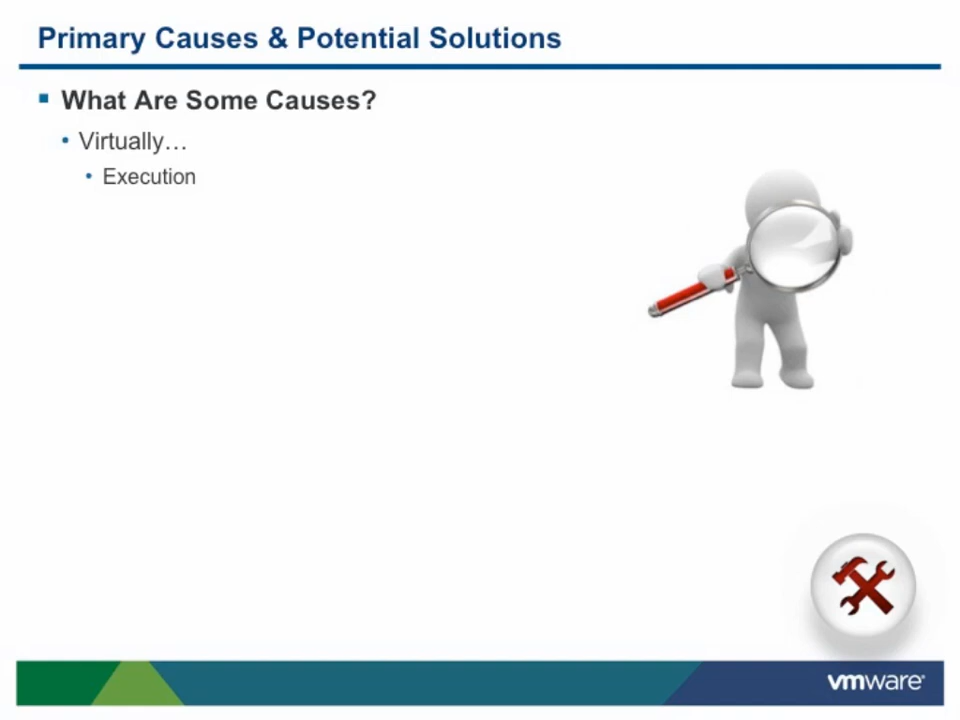 Primary Causes & Potential Solutions
What Are Some Causes?
Virtually…
Execution
vmware®